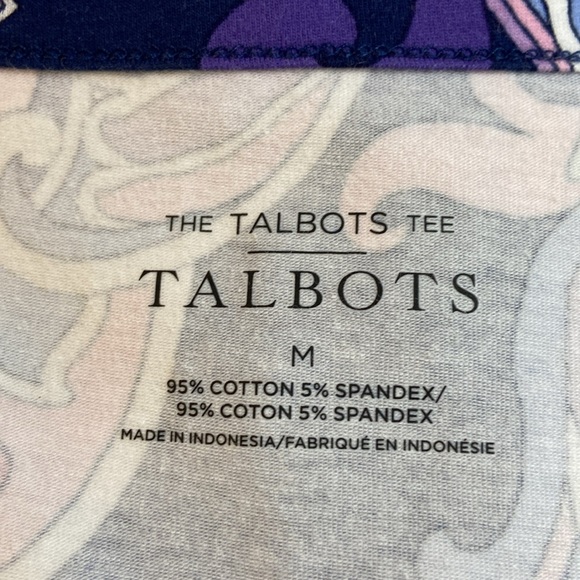 THE TALBOTS TEE
TALBOTS
M
95% COTTON 5% SPANDEX/
95% COTON 5% SPANDEX
MADE IN INDONESIA/FABRIQUÉ EN INDONÉSIE